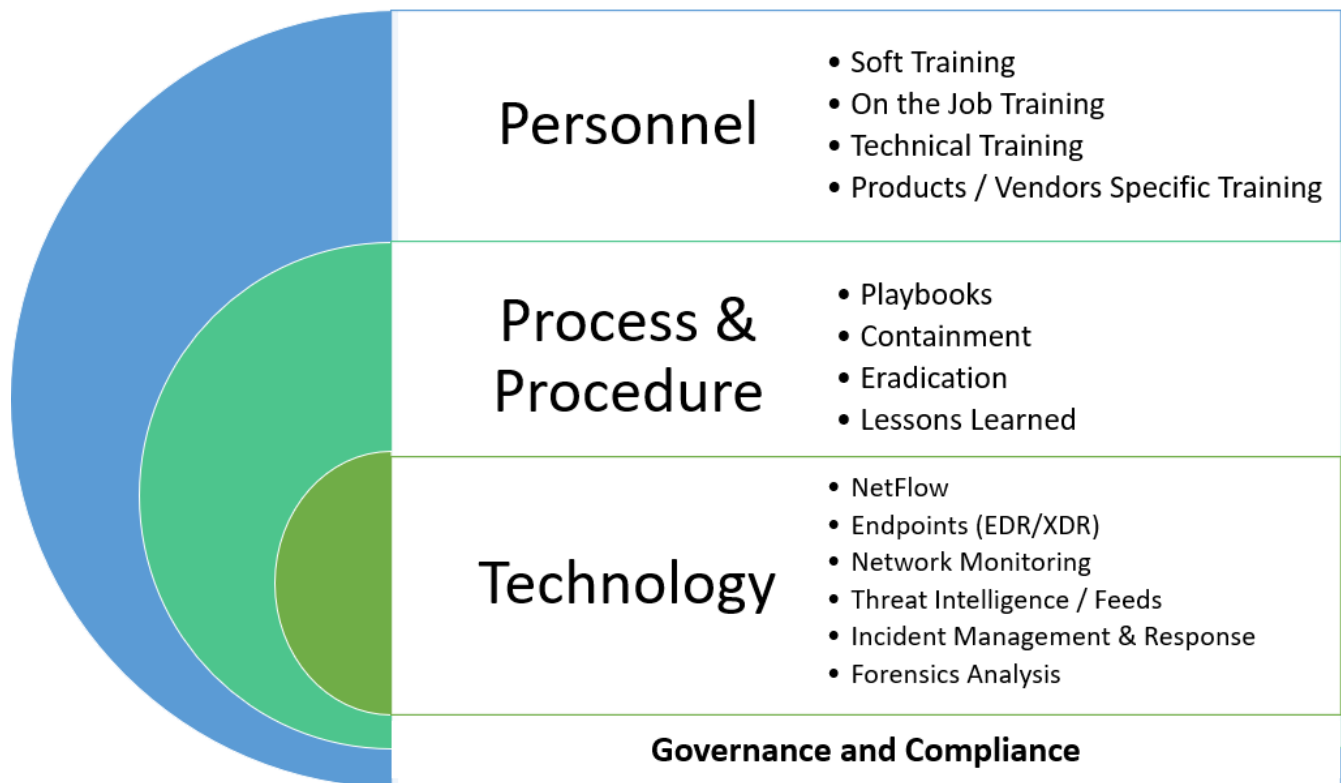 Personnel
• Soft Training
• On the Job Training
• Technical Training
• Products / Vendors Specific Training
Process &
Procedure
• Playbooks
• Containment
• Eradication
• Lessons Learned
Technology
• NetFlow
• Endpoints (EDR/XDR)
• Network Monitoring
• Threat Intelligence / Feeds
• Incident Management & Response
• Forensics Analysis
Governance and Compliance